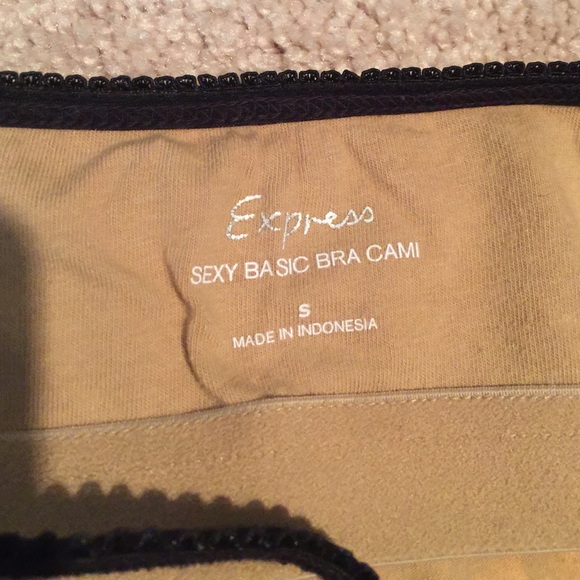 Express
SEXY BASIC BRA CAMI
S
MADE IN INDONESIA